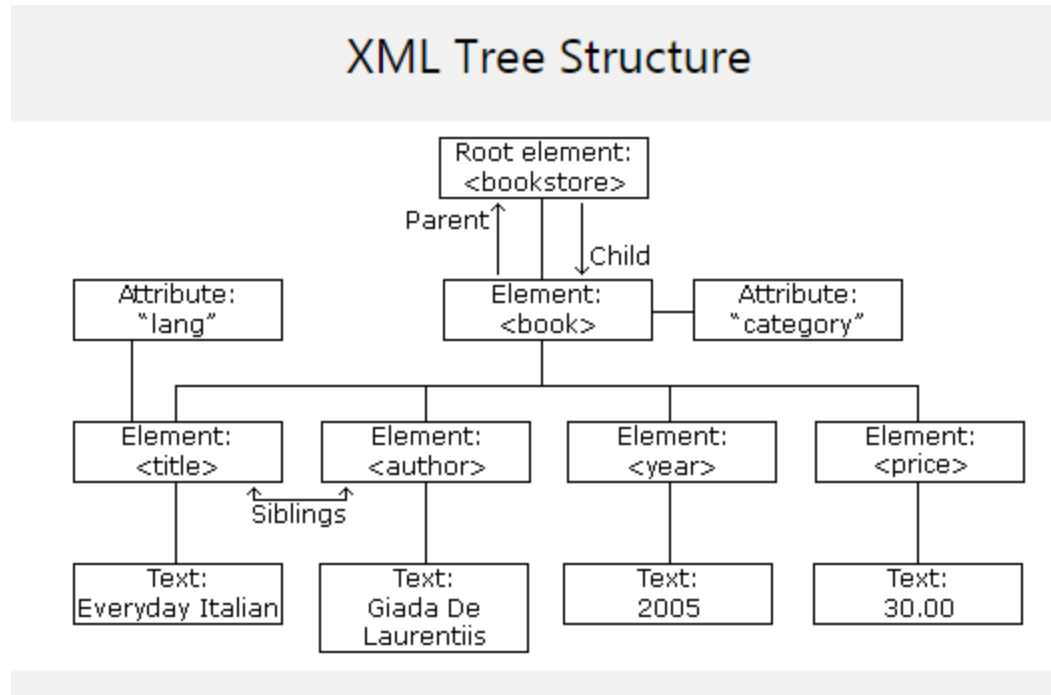 XML Tree Structure
Root element:
<bookstore>
Parent
Child
Attribute:
“lang”
Element:
<book>
Attribute:
“category”
Element:
<title>
Element:
<author>
Element:
<year>
Element:
<price>
Siblings
Text:
Everyday Italian
Text:
Giada De
Laurentiis
Text:
2005
Text:
30.00